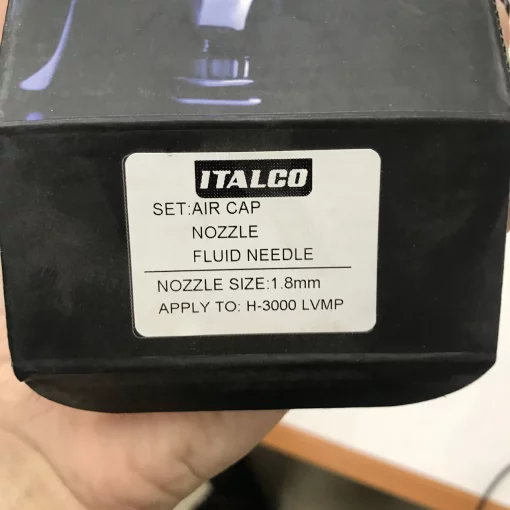 ITALCO
SET:AIR CAP
NOZZLE
FLUID NEEDLE
NOZZLE SIZE:1.8mm
APPLY TO: H-3000 LVMP